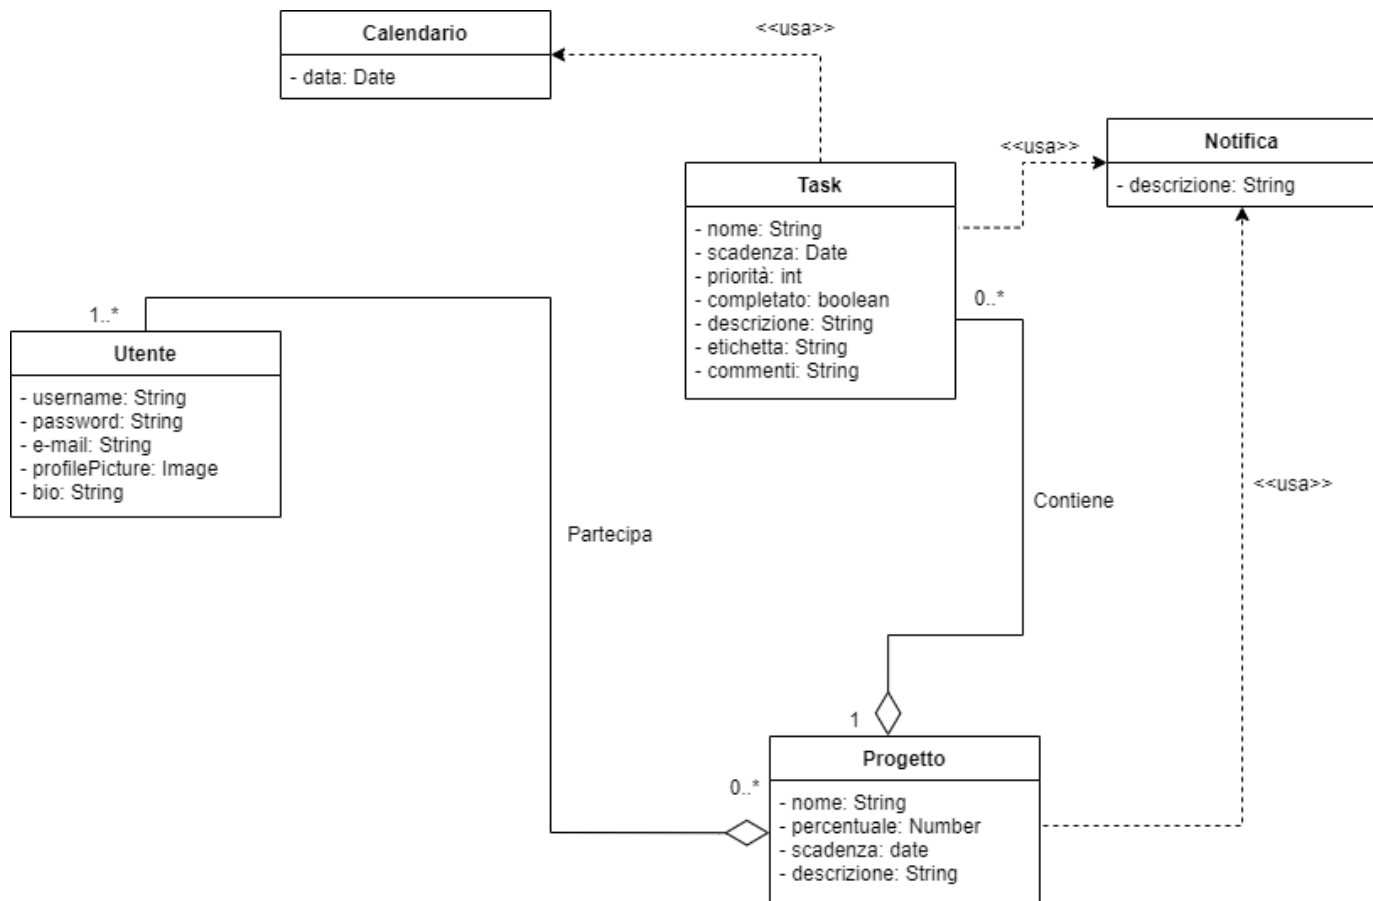 Calendario
- data: Date
<<usa>>
Notifica
- descrizione: String
<<usa>>
Task
- nome: String
- scadenza: Date
- priorità: int
- completato: boolean
- descrizione: String
- etichetta: String
- commenti: String
0..*
1..*
Utente
- username: String
- password: String
- e-mail: String
- profilePicture: Image
- bio: String
<<usa>>
Contiene
Partecipa
1
0..*
Progetto
- nome: String
- percentuale: Number
- scadenza: date
- descrizione: String